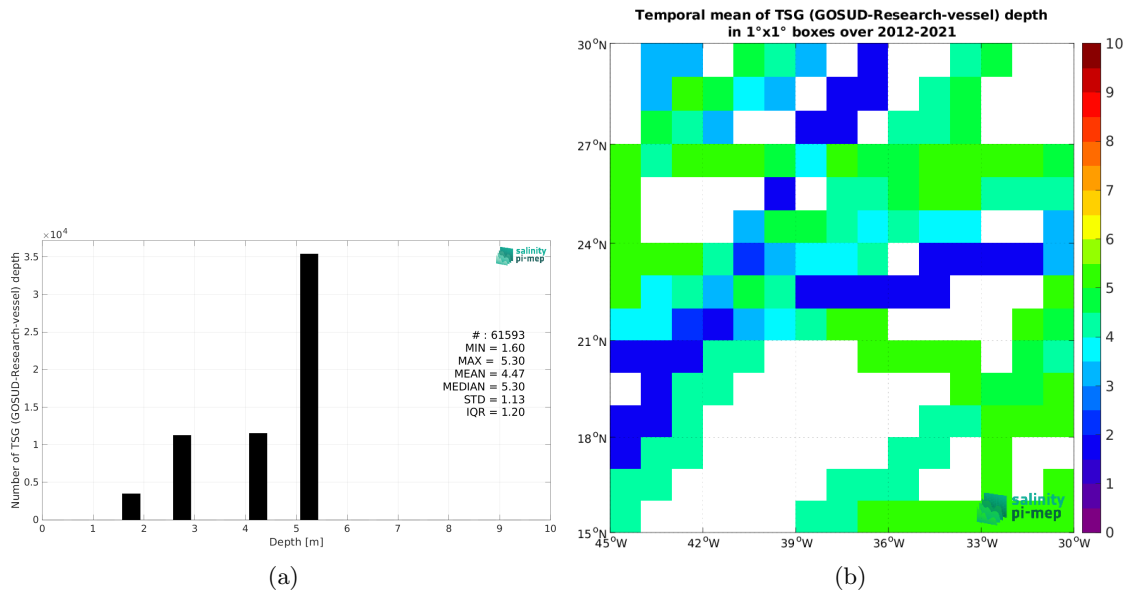 Temporal mean of TSG (GOSUD-Research-vessel) depth
in 1°x1° boxes over 2012-2021
×10⁴
Number of TSG (GOSUD-Research-vessel) depth
3.5
3
2.5
2
1.5
1
0.5
0
salinity
pi-mep
# : 61593
MIN = 1.60
MAX = 5.30
MEAN = 4.47
MEDIAN = 5.30
STD = 1.13
IQR = 1.20
0 1 2 3 4 5 6 7 8 9 10
Depth [m]
(a)
30°N
27°N
24°N
21°N
18°N
15°N
45°W 42°W 39°W 36°W 33°W 30°W
salinity
pi-mep
10
9
8
7
6
5
4
3
2
1
0
(b)